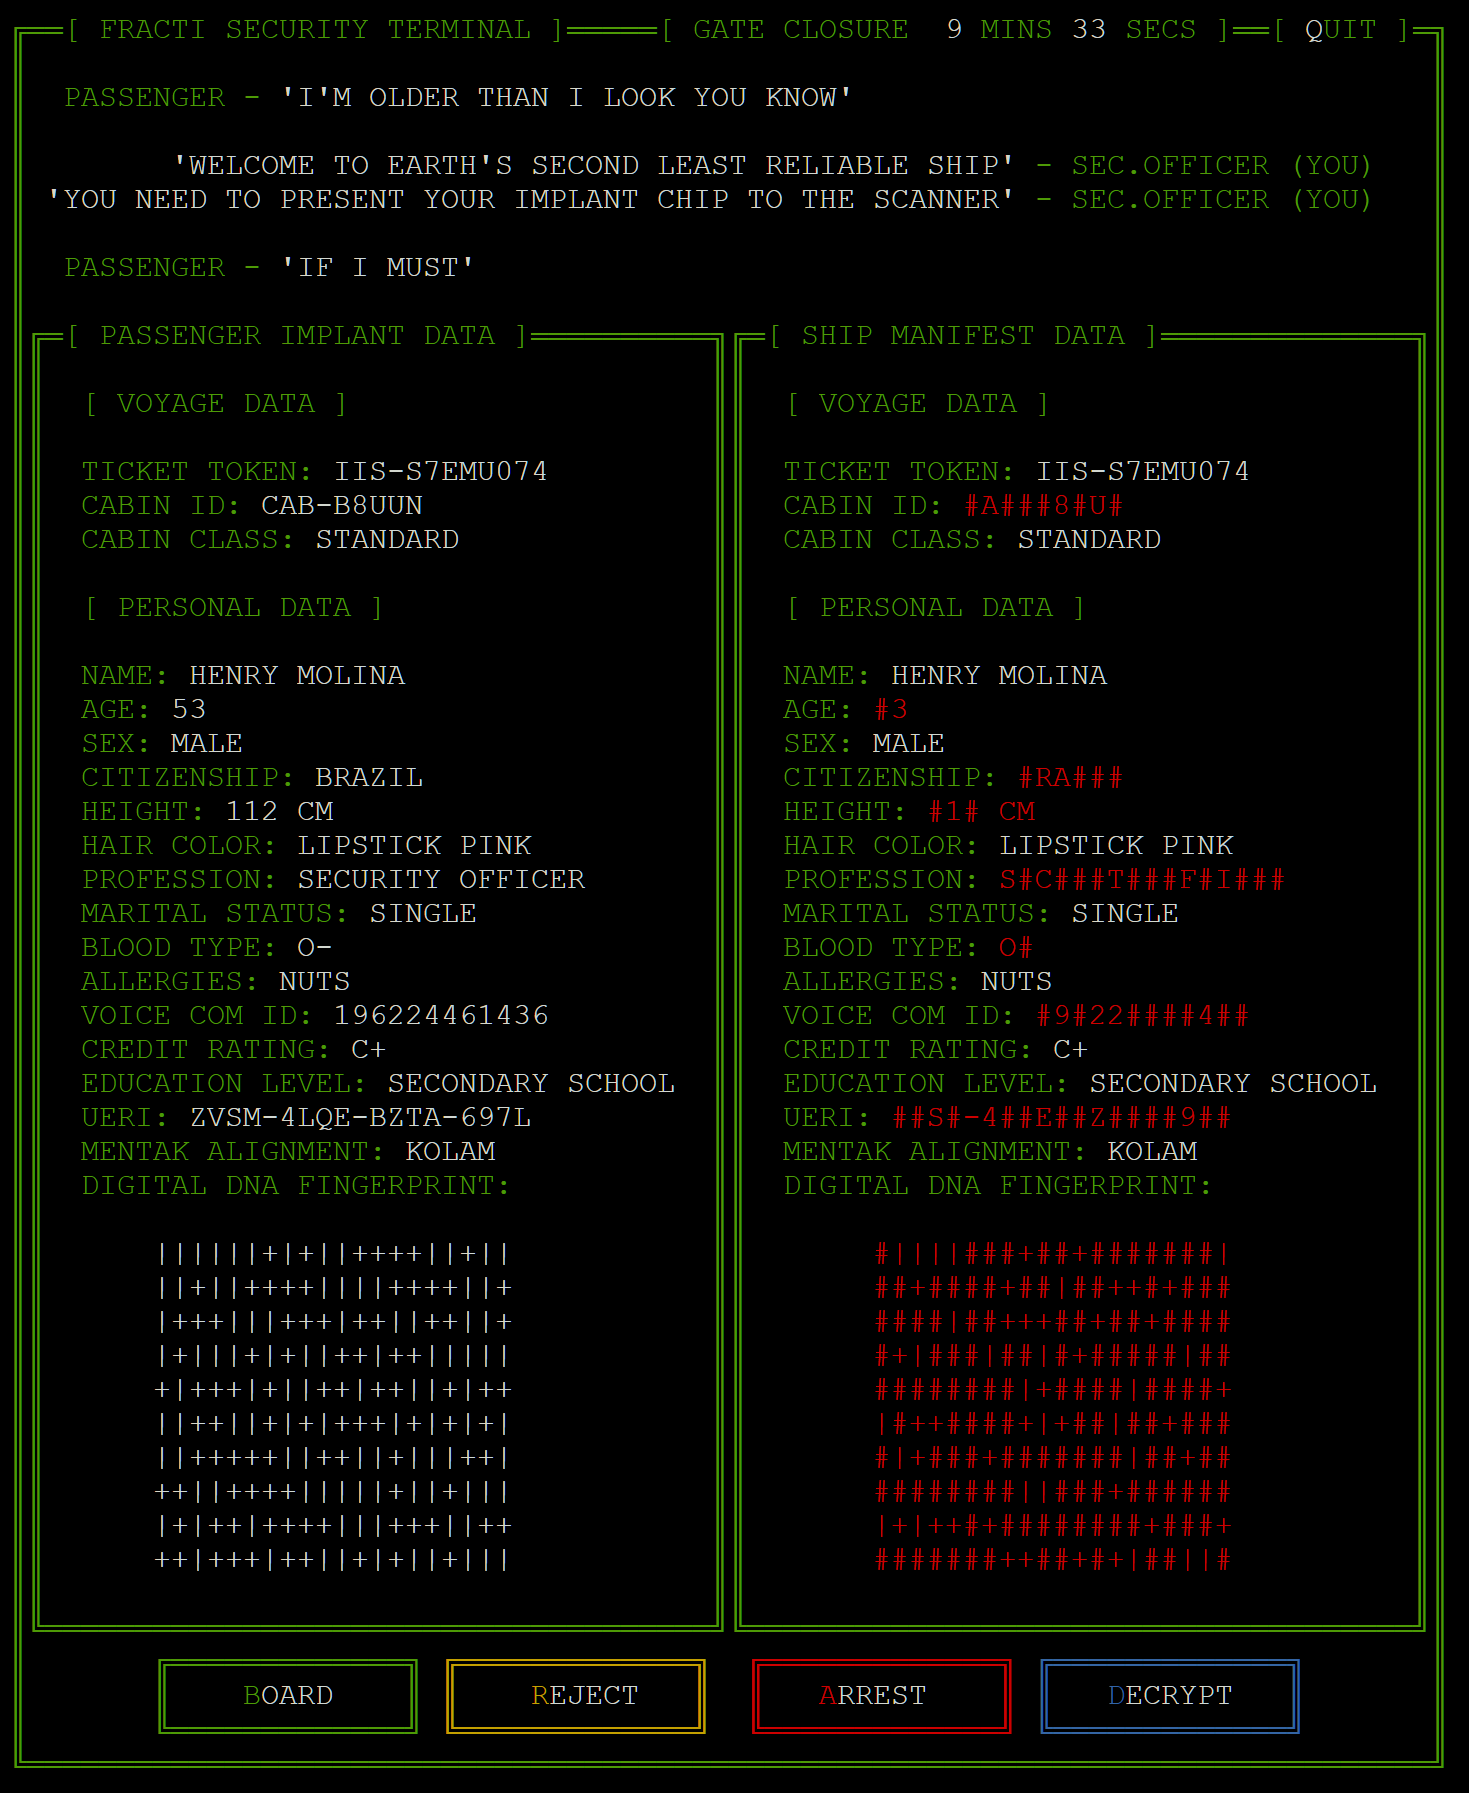 [ FRACTI SECURITY TERMINAL ] [ GATE CLOSURE  9 MINS 33 SECS ] [ QUIT ]
PASSENGER - 'I'M OLDER THAN I LOOK YOU KNOW'
'WELCOME TO EARTH'S SECOND LEAST RELIABLE SHIP' - SEC.OFFICER (YOU)
'YOU NEED TO PRESENT YOUR IMPLANT CHIP TO THE SCANNER' - SEC.OFFICER (YOU)
PASSENGER - 'IF I MUST'
[ PASSENGER IMPLANT DATA ]
[ VOYAGE DATA ]
TICKET TOKEN: IIS-S7EMU074
CABIN ID: CAB-B8UUN
CABIN CLASS: STANDARD
[ PERSONAL DATA ]
NAME: HENRY MOLINA
AGE: 53
SEX: MALE
CITIZENSHIP: BRAZIL
HEIGHT: 112 CM
HAIR COLOR: LIPSTICK PINK
PROFESSION: SECURITY OFFICER
MARITAL STATUS: SINGLE
BLOOD TYPE: O-
ALLERGIES: NUTS
VOICE COM ID: 196224461436
CREDIT RATING: C+
EDUCATION LEVEL: SECONDARY SCHOOL
UERI: ZVSM-4LQE-BZTA-697L
MENTAK ALIGNMENT: KOLAM
DIGITAL DNA FINGERPRINT:
||||||+|+||++++||+||
||+||++++||||++++||+
|+++|||+++|++||++||+
|+|||+|+||++|++|||||
+|+++|+||++|++||+|++
||++||+|+|+++|+|+|+|
||+++++||++||+|||++|
++||++++|||||+||+|||
|+|++|++++|||+++||++
++|+++|++||+|+||+|||
[ SHIP MANIFEST DATA ]
[ VOYAGE DATA ]
TICKET TOKEN: IIS-S7EMU074
CABIN ID: #A###8#U#
CABIN CLASS: STANDARD
[ PERSONAL DATA ]
NAME: HENRY MOLINA
AGE: #3
SEX: MALE
CITIZENSHIP: #RA###
HEIGHT: #1# CM
HAIR COLOR: LIPSTICK PINK
PROFESSION: S#C###T###F#I###
MARITAL STATUS: SINGLE
BLOOD TYPE: O#
ALLERGIES: NUTS
VOICE COM ID: #9#22####4##
CREDIT RATING: C+
EDUCATION LEVEL: SECONDARY SCHOOL
UERI: ##S#-4##E##Z####9##
MENTAK ALIGNMENT: KOLAM
DIGITAL DNA FINGERPRINT:
#||||###+##+#######|
##+####+##|##++#+###
####|##+++##+##+####
#+|###|##|#+#####|##
########|+####|####+
|#++####+|+##|##+###
#|+###+#######|##+##
########||###+######
|+|++#+########+###+
#######++##+#+|##||#
BOARD
REJECT
ARREST
DECRYPT